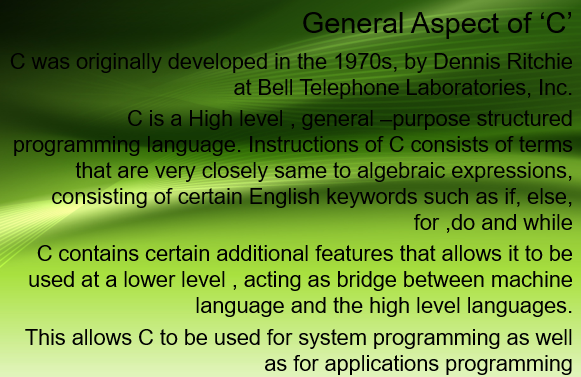 General Aspect of ‘C’
C was originally developed in the 1970s, by Dennis Ritchie
at Bell Telephone Laboratories, Inc.
C is a High level , general –purpose structured
programming language. Instructions of C consists of terms
that are very closely same to algebraic expressions,
consisting of certain English keywords such as if, else,
for ,do and while
C contains certain additional features that allows it to be
used at a lower level , acting as bridge between machine
language and the high level languages.
This allows C to be used for system programming as well
as for applications programming